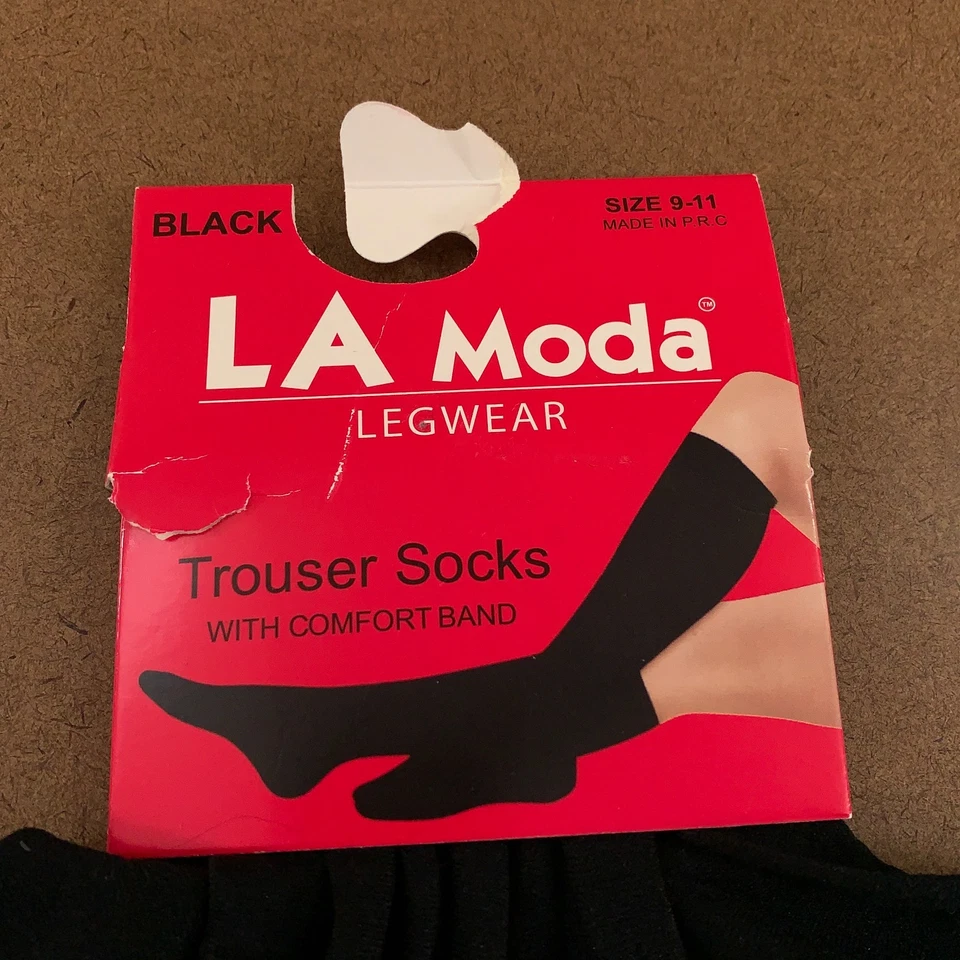 BLACK
SIZE 9-11
MADE IN P.R.C
LA Moda™
LEGWEAR
Trouser Socks
WITH COMFORT BAND